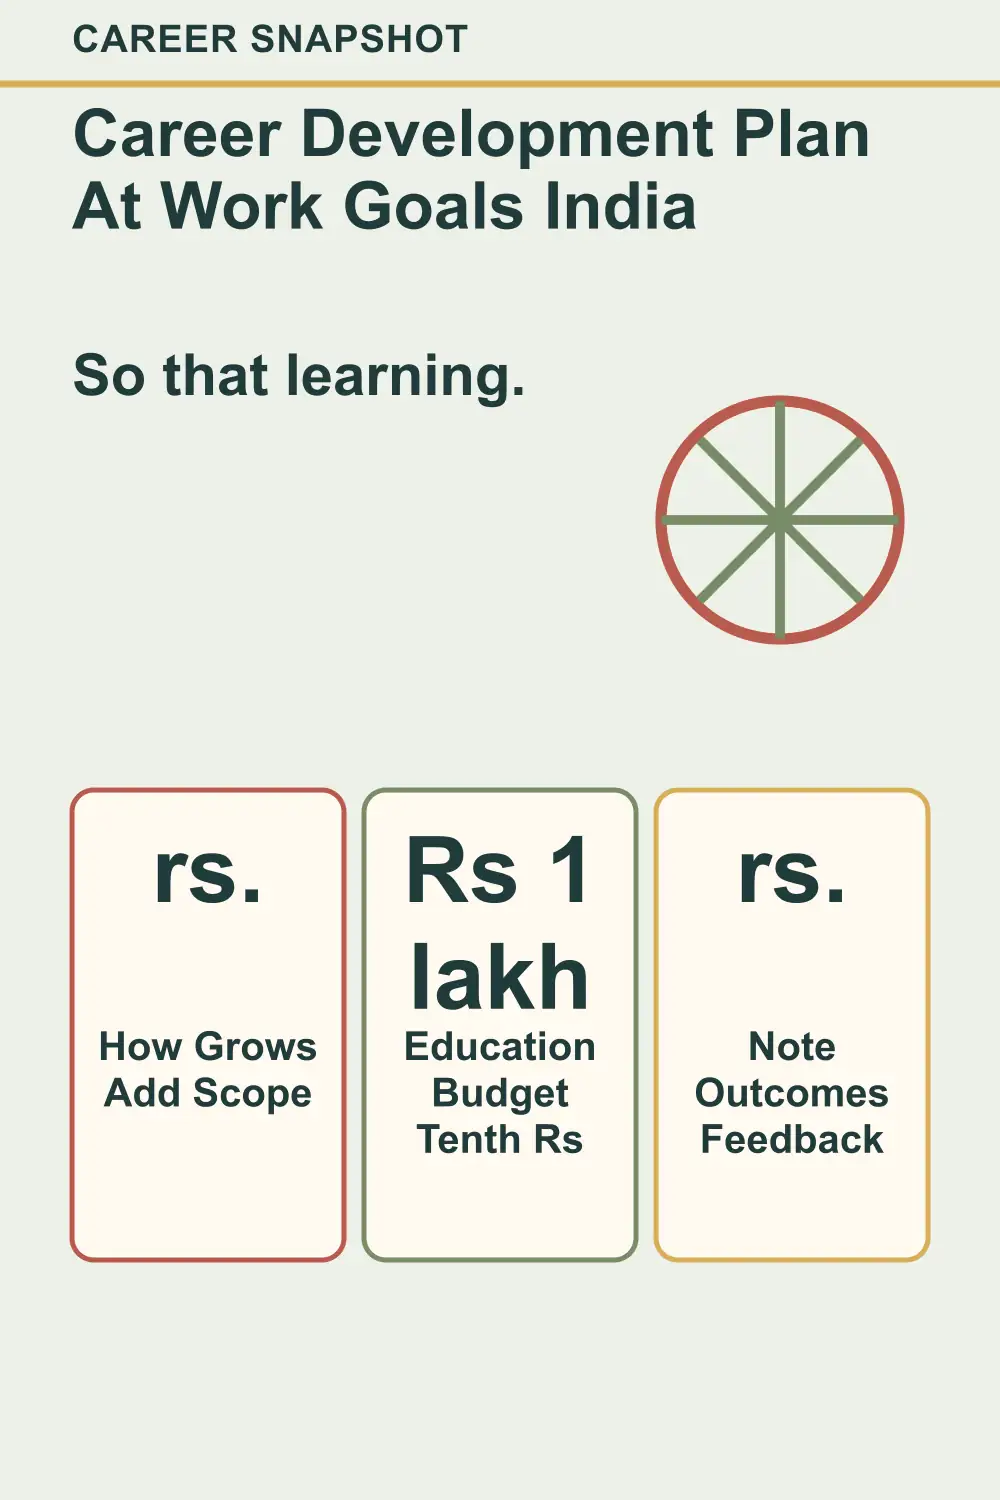 CAREER SNAPSHOT
Career Development Plan
At Work Goals India
So that learning.
rs.
How Grows
Add Scope
Rs 1
lakh
Education
Budget
Tenth Rs
rs.
Note
Outcomes
Feedback